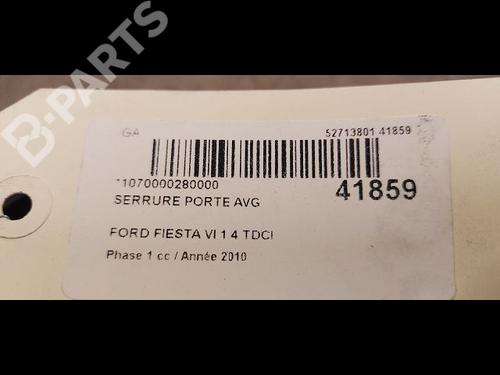 B-PARTS
GA 52713801 41859
*1070000280000 41859
SERRURE PORTE AVG
FORD FIESTA VI 1 4 TDCI
Phase 1 cc / Année 2010